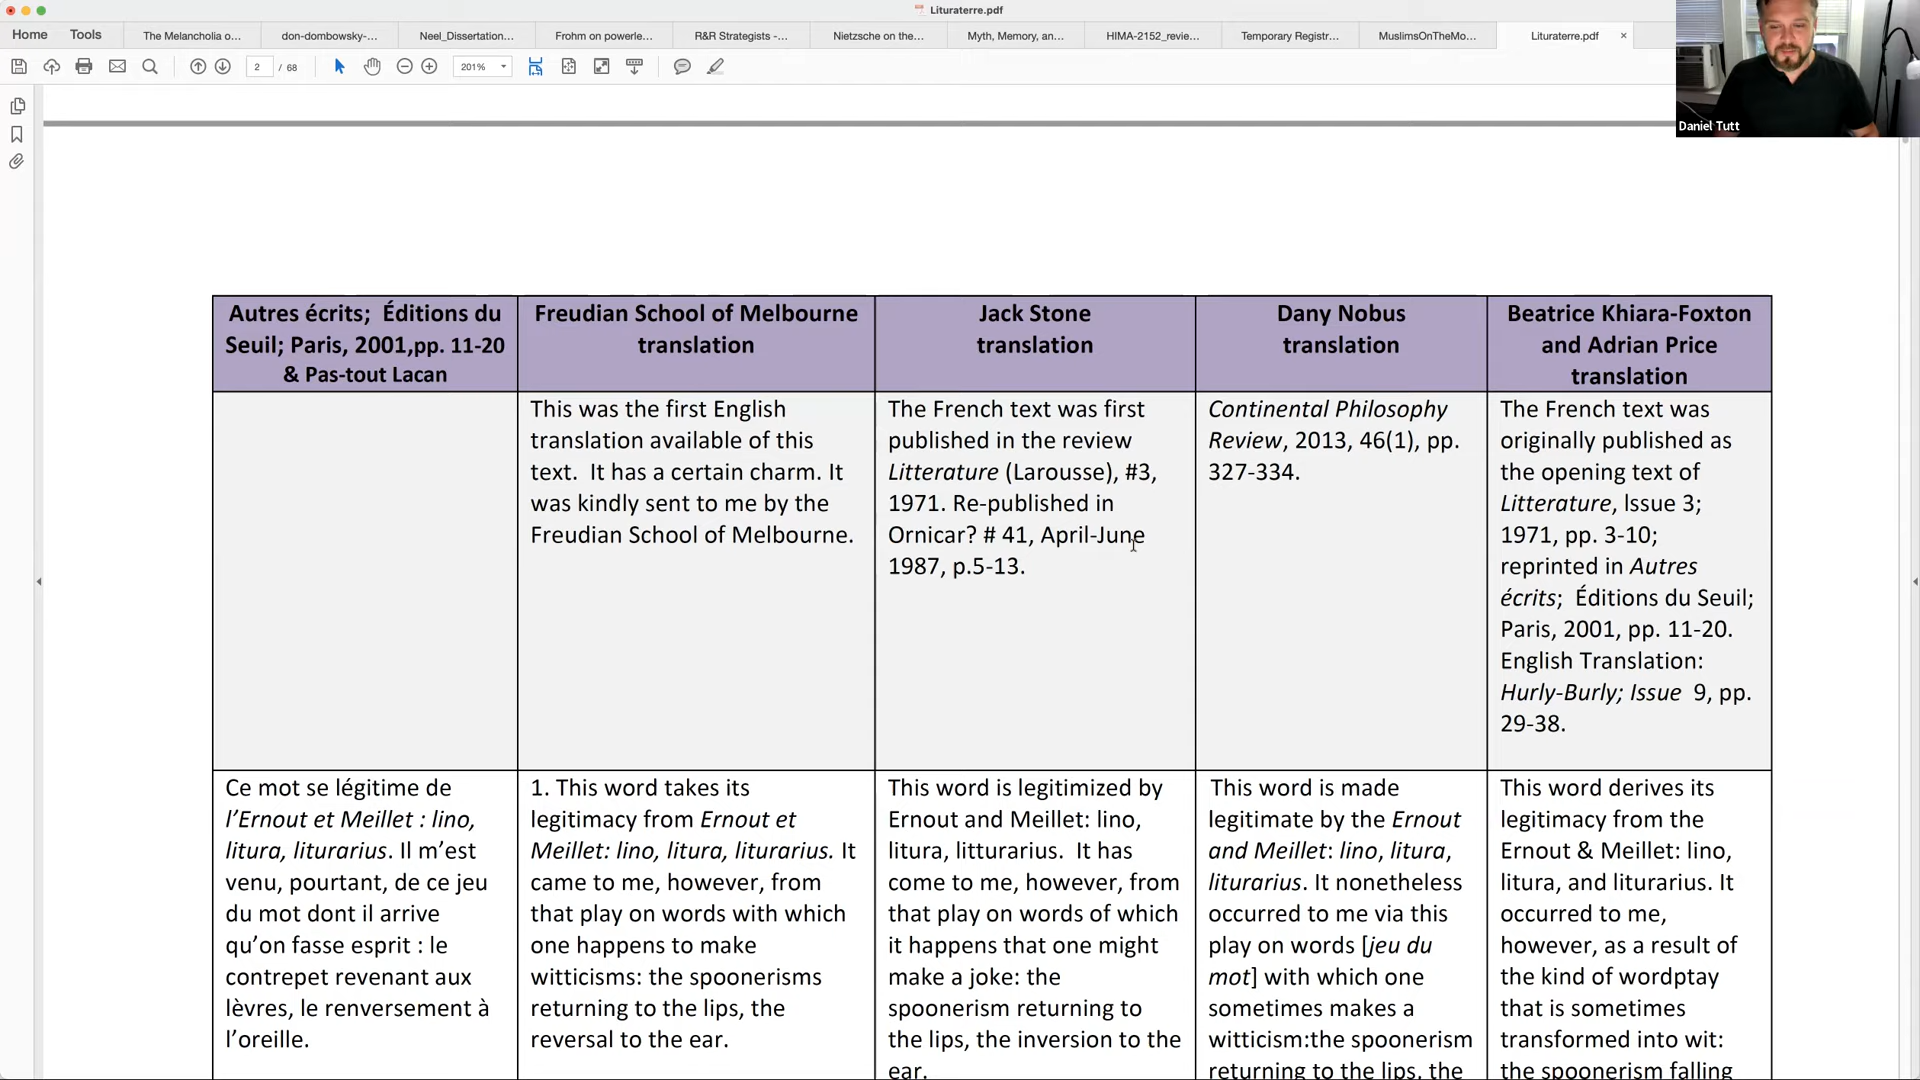 Lituraterre.pdf
Home
Tools
The Melancholia o...
don-dombowsky-...
Neel_Dissertation...
Frohm on powerle...
R&R Strategists -...
Nietzsche on the...
Myth, Memory, an...
HIMA-2152_revie...
Temporary Registr...
MuslimsOnTheMo...
Lituraterre.pdf
2 / 68
201%
Daniel Tutt
Autres écrits; Éditions du
Seuil; Paris, 2001,pp. 11-20
& Pas-tout Lacan
Freudian School of Melbourne
translation
Jack Stone
translation
Dany Nobus
translation
Beatrice Khiara-Foxton
and Adrian Price
translation
This was the first English
translation available of this
text. It has a certain charm. It
was kindly sent to me by the
Freudian School of Melbourne.
The French text was first
published in the review
Litterature (Larousse), #3,
1971. Re-published in
Ornicar? # 41, April-June
1987, p.5-13.
Continental Philosophy
Review, 2013, 46(1), pp.
327-334.
The French text was
originally published as
the opening text of
Litterature, Issue 3;
1971, pp. 3-10;
reprinted in Autres
écrits; Éditions du Seuil;
Paris, 2001, pp. 11-20.
English Translation:
Hurly-Burly; Issue 9, pp.
29-38.
Ce mot se légitime de
l’Ernout et Meillet : lino,
litura, liturarius. Il m’est
venu, pourtant, de ce jeu
du mot dont il arrive
qu’on fasse esprit : le
contrepet revenant aux
lèvres, le renversement à
l’oreille.
1. This word takes its
legitimacy from Ernout et
Meillet: lino, litura, liturarius. It
came to me, however, from
that play on words with which
one happens to make
witticisms: the spoonerisms
returning to the lips, the
reversal to the ear.
This word is legitimized by
Ernout and Meillet: lino,
litura, litturarius. It has
come to me, however, from
that play on words of which
it happens that one might
make a joke: the
spoonerism returning to
the lips, the inversion to the
ear.
This word is made
legitimate by the Ernout
and Meillet: lino, litura,
liturarius. It nonetheless
occurred to me via this
play on words [jeu du
mot] with which one
sometimes makes a
witticism:the spoonerism
returning to the lips, the
This word derives its
legitimacy from the
Ernout & Meillet: lino,
litura, and liturarius. It
occurred to me,
however, as a result of
the kind of wordptay
that is sometimes
transformed into wit:
the spoonerism falling